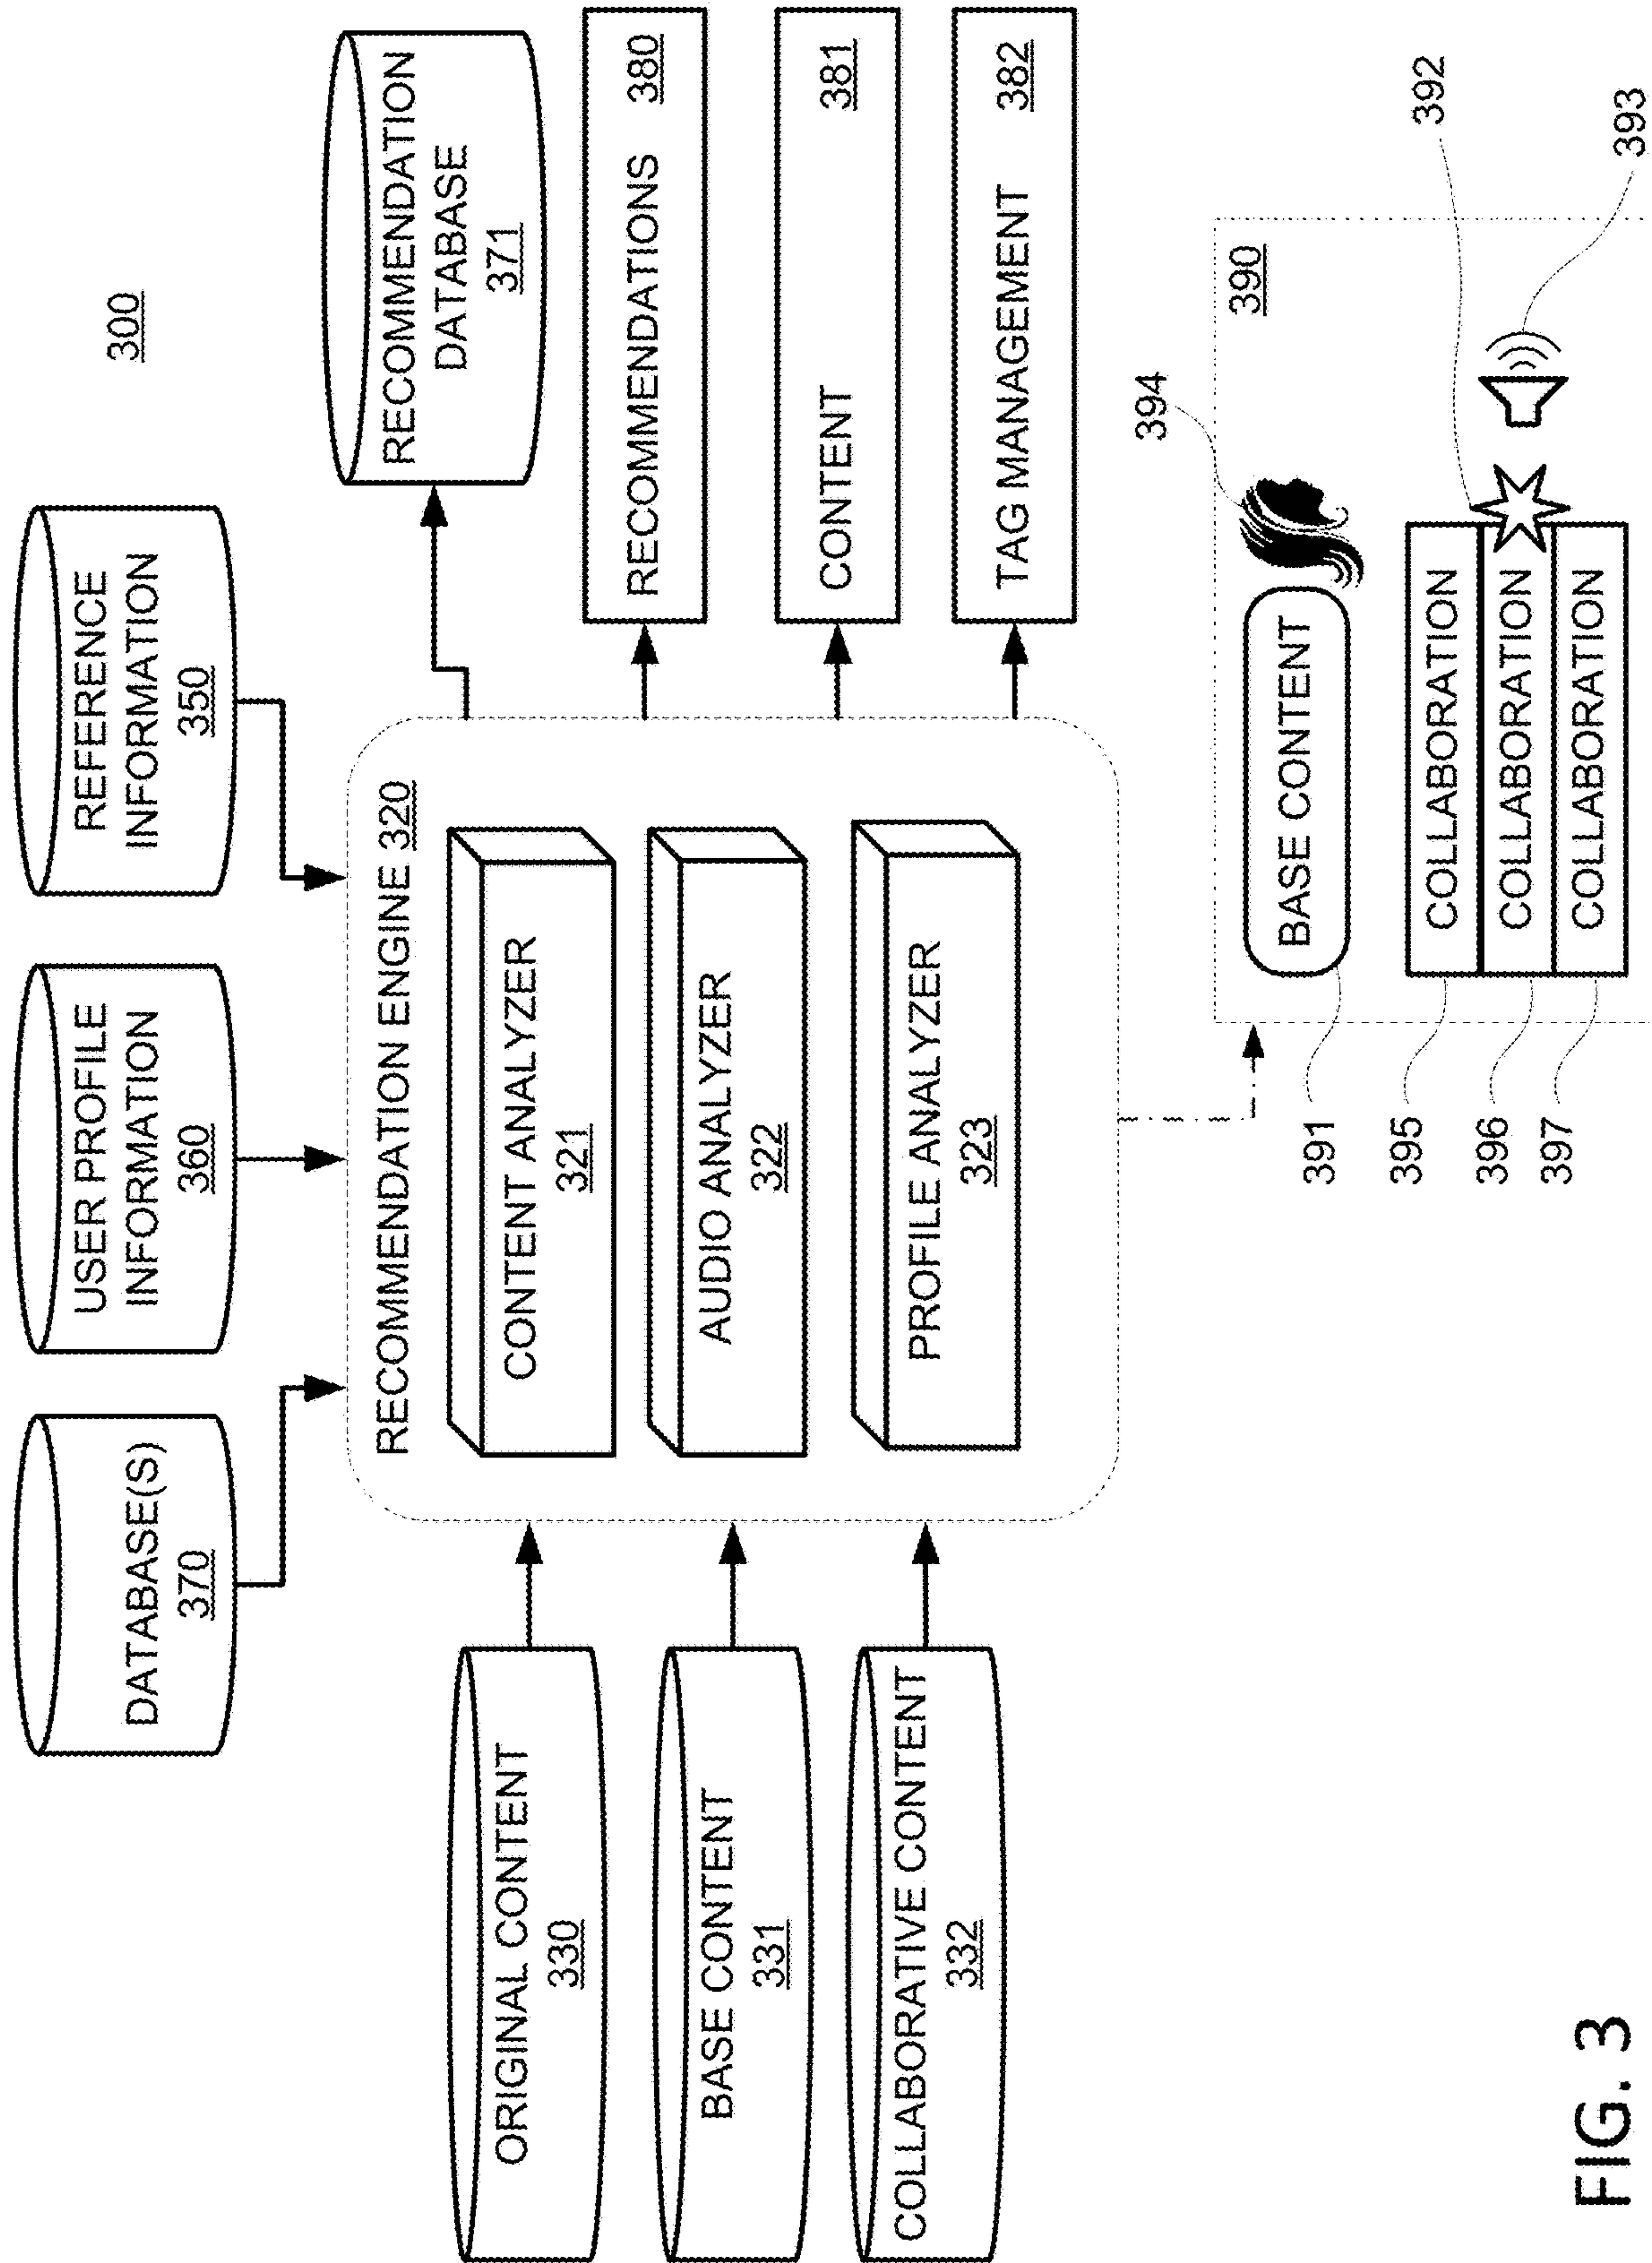 300
DATABASE(S)
370
USER PROFILE
INFORMATION
360
REFERENCE
INFORMATION
350
RECOMMENDATION
DATABASE
371
ORIGINAL CONTENT
330
BASE CONTENT
331
COLLABORATIVE CONTENT
332
RECOMMENDATION ENGINE 320
CONTENT ANALYZER
321
AUDIO ANALYZER
322
PROFILE ANALYZER
323
RECOMMENDATIONS 380
CONTENT 381
TAG MANAGEMENT 382
390
394
BASE CONTENT
391
COLLABORATION
395
COLLABORATION
396
COLLABORATION
397
392
393
FIG. 3